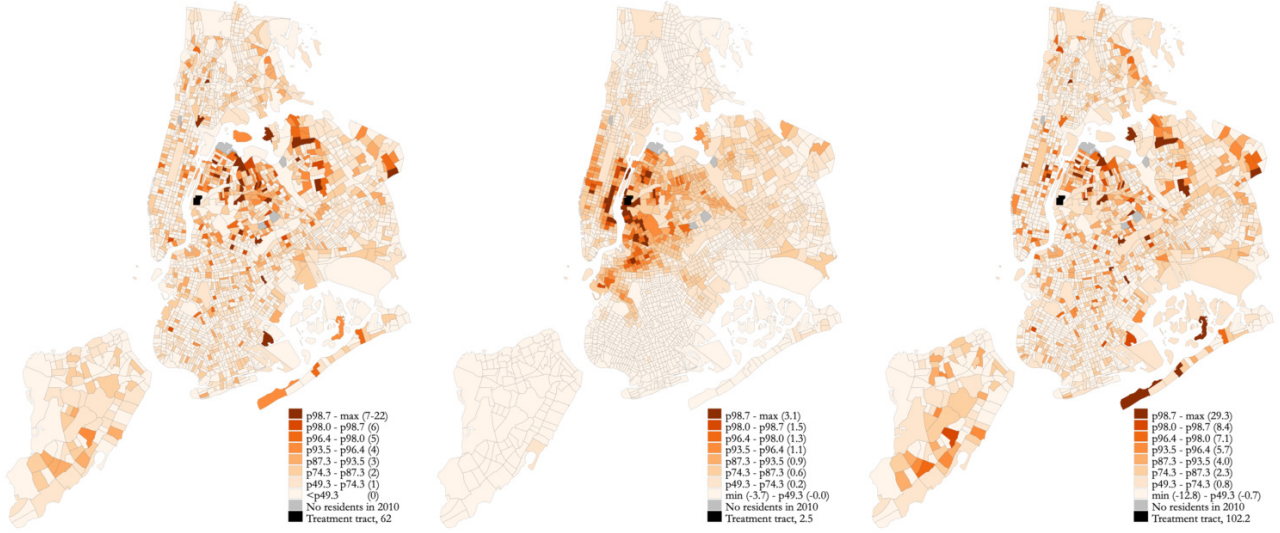 p98.7 - max (7-22)
p98.0 - p98.7 (6)
p96.4 - p98.0 (5)
p93.5 - p96.4 (4)
p87.3 - p93.5 (3)
p74.3 - p87.3 (2)
p49.3 - p74.3 (1)
<p49.3 (0)
No residents in 2010
Treatment tract, 62
p98.7 - max (3.1)
p98.0 - p98.7 (1.5)
p96.4 - p98.0 (1.3)
p93.5 - p96.4 (1.1)
p87.3 - p93.5 (0.9)
p74.3 - p87.3 (0.6)
p49.3 - p74.3 (0.2)
min (-3.7) - p49.3 (-0.0)
No residents in 2010
Treatment tract, 2.5
p98.7 - max (29.3)
p98.0 - p98.7 (8.4)
p96.4 - p98.0 (7.1)
p93.5 - p96.4 (5.7)
p87.3 - p93.5 (4.0)
p74.3 - p87.3 (2.3)
p49.3 - p74.3 (0.8)
min (-12.8) - p49.3 (-0.7)
No residents in 2010
Treatment tract, 102.2